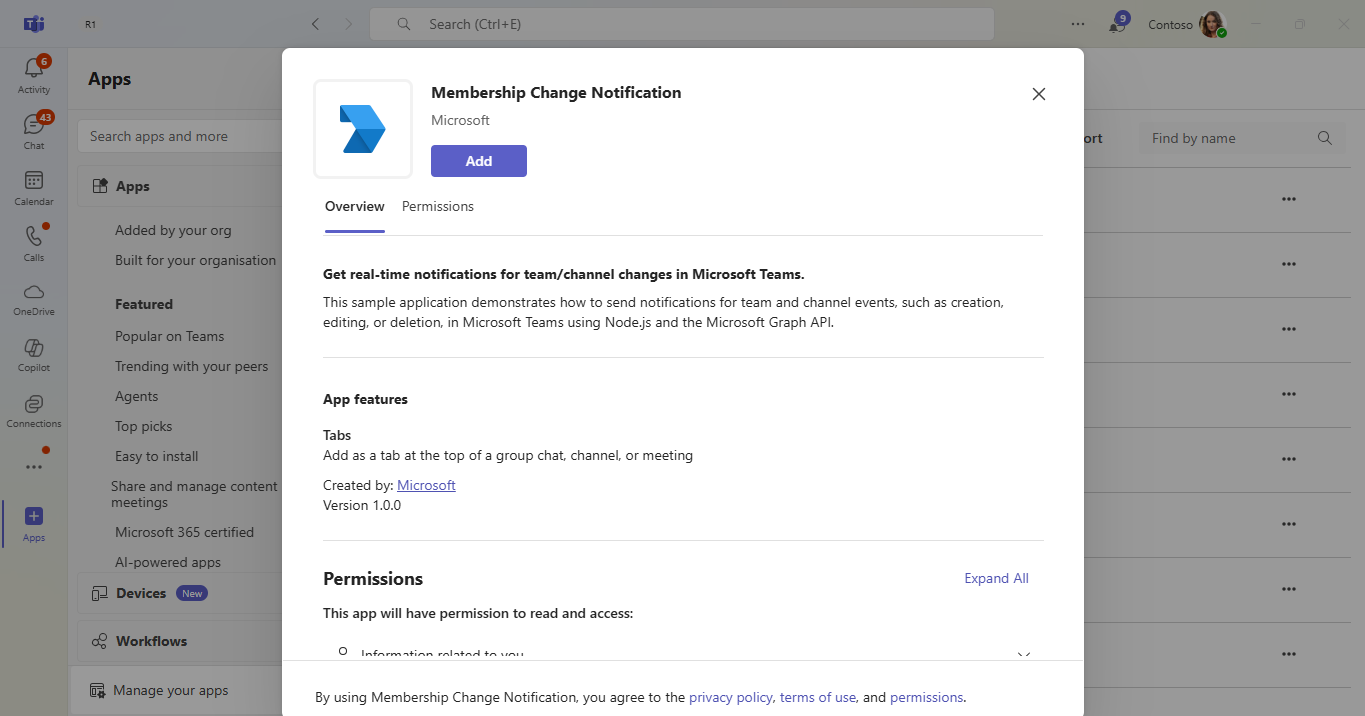 R1
Search (Ctrl+E)
9
Contoso
6
Activity
43
Chat
Calendar
Calls
OneDrive
Copilot
Connections
Apps
Apps
Search apps and more
Apps
Added by your org
Built for your organisation
Featured
Popular on Teams
Trending with your peers
Agents
Top picks
Easy to install
Share and manage content
meetings
Microsoft 365 certified
AI-powered apps
Devices New
Workflows
Manage your apps
Membership Change Notification
Microsoft
Add
Overview Permissions
Get real-time notifications for team/channel changes in Microsoft Teams.
This sample application demonstrates how to send notifications for team and channel events, such as creation,
editing, or deletion, in Microsoft Teams using Node.js and the Microsoft Graph API.
App features
Tabs
Add as a tab at the top of a group chat, channel, or meeting
Created by: Microsoft
Version 1.0.0
Permissions
Expand All
This app will have permission to read and access:
Information related to you
By using Membership Change Notification, you agree to the privacy policy, terms of use, and permissions.
ort
Find by name